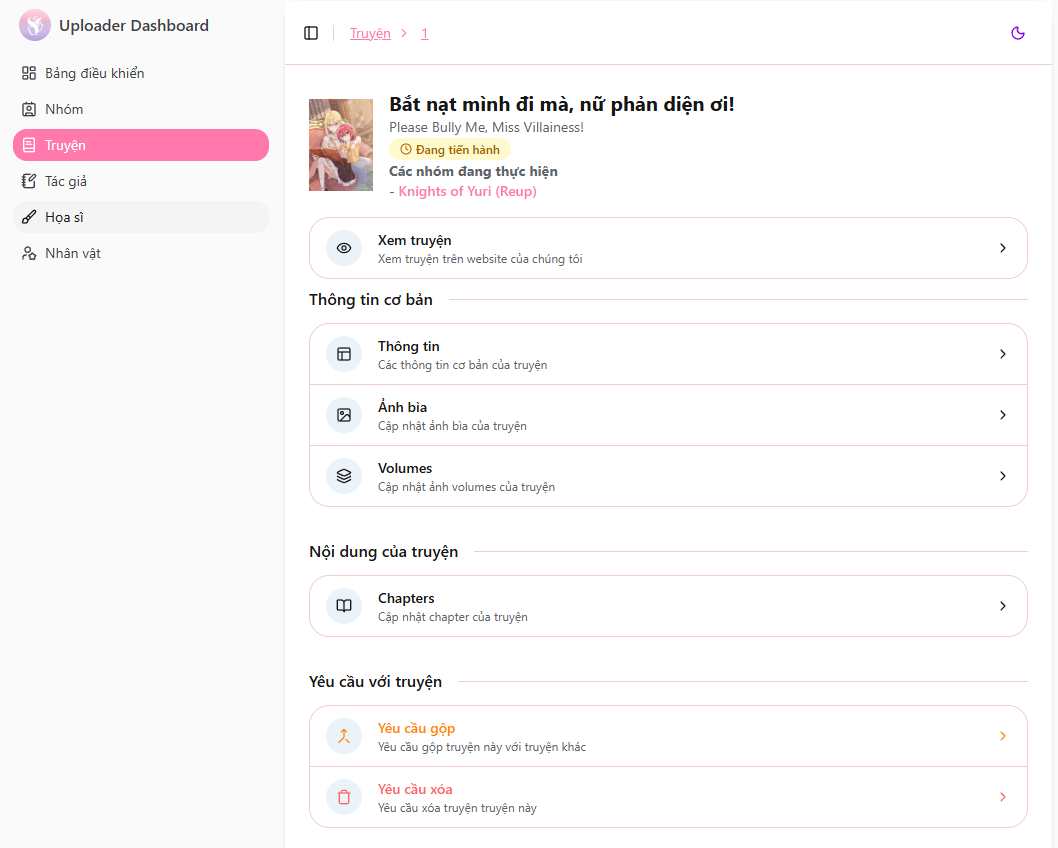 Uploader Dashboard
Bảng điều khiển
Nhóm
Truyện
Tác giả
Họa sĩ
Nhân vật
Truyện > 1
Bắt nạt mình đi mà, nữ phản diện ơi!
Please Bully Me, Miss Villainess!
Đang tiến hành
Các nhóm đang thực hiện
- Knights of Yuri (Reup)
Xem truyện
Xem truyện trên website của chúng tôi
Thông tin cơ bản
Thông tin
Các thông tin cơ bản của truyện
Ảnh bìa
Cập nhật ảnh bìa của truyện
Volumes
Cập nhật ảnh volumes của truyện
Nội dung của truyện
Chapters
Cập nhật chapter của truyện
Yêu cầu với truyện
Yêu cầu gộp
Yêu cầu gộp truyện này với truyện khác
Yêu cầu xóa
Yêu cầu xóa truyện truyện này